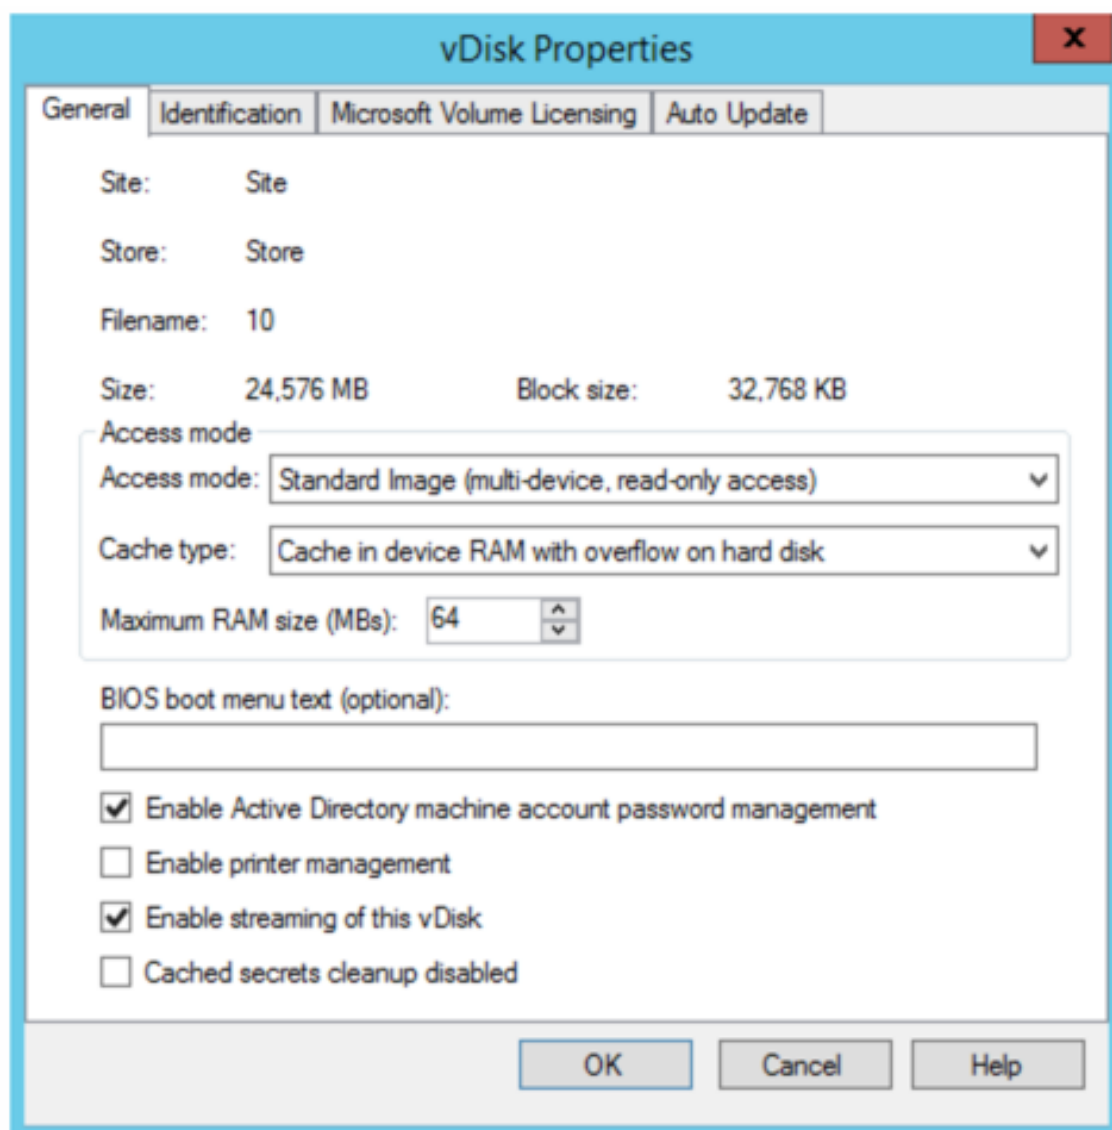 vDisk Properties
x
General Identification Microsoft Volume Licensing Auto Update
Site: Site
Store: Store
Filename: 10
Size: 24,576 MB Block size: 32,768 KB
Access mode
Access mode: Standard Image (multi-device, read-only access)
Cache type: Cache in device RAM with overflow on hard disk
Maximum RAM size (MBs): 64
BIOS boot menu text (optional):
Enable Active Directory machine account password management
Enable printer management
Enable streaming of this vDisk
Cached secrets cleanup disabled
OK Cancel Help